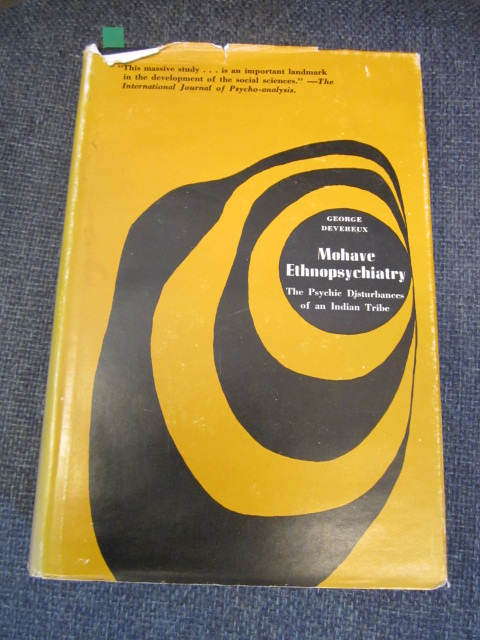 "This massive study . . . is an important landmark
in the development of the social sciences." —The
International Journal of Psycho-analysis.
GEORGE
DEVEREUX
Mohave
Ethnopsychiatry
The Psychic Disturbances
of an Indian Tribe